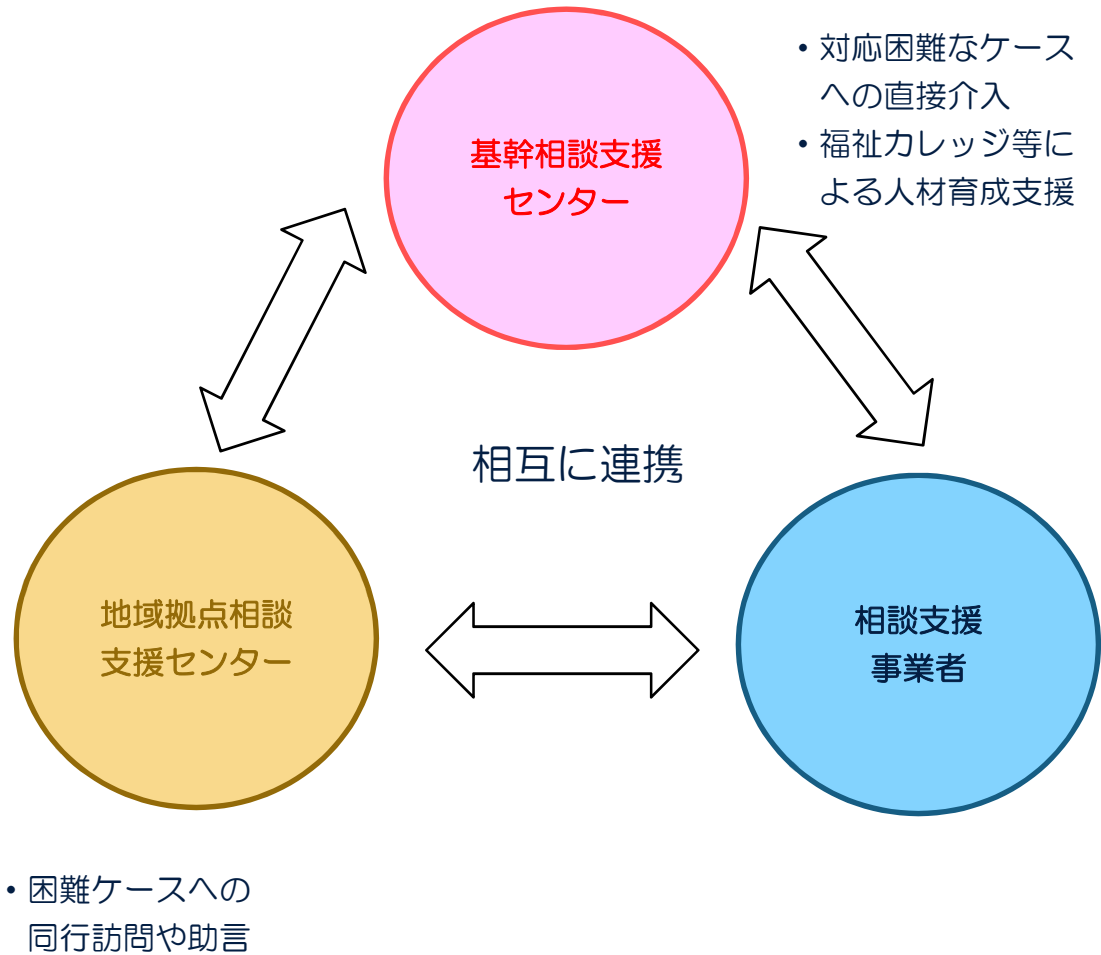 ・対応困難なケース
への直接介入
・福祉カレッジ等に
よる人材育成支援
基幹相談支援
センター
相互に連携
地域拠点相談
支援センター
相談支援
事業者
・困難ケースへの
同行訪問や助言